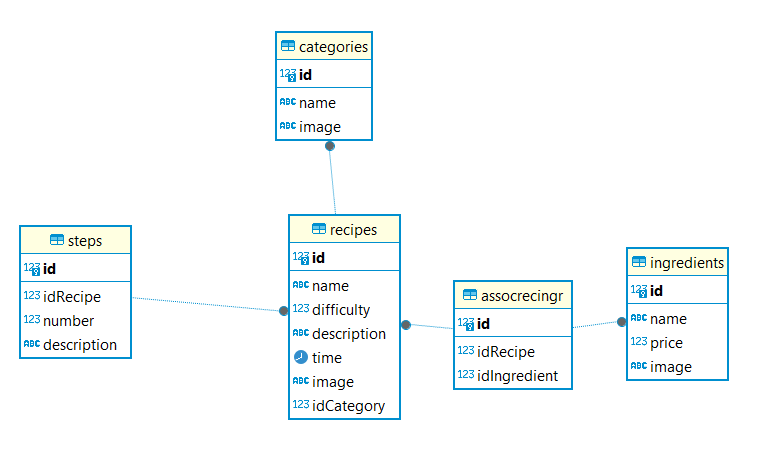 categories
123 id
ABC name
ABC image
steps
123 id
123 idRecipe
123 number
ABC description
recipes
123 id
ABC name
123 difficulty
ABC description
time
ABC image
123 idCategory
assocrecingr
123 id
123 idRecipe
123 idIngredient
ingredients
123 id
ABC name
123 price
ABC image